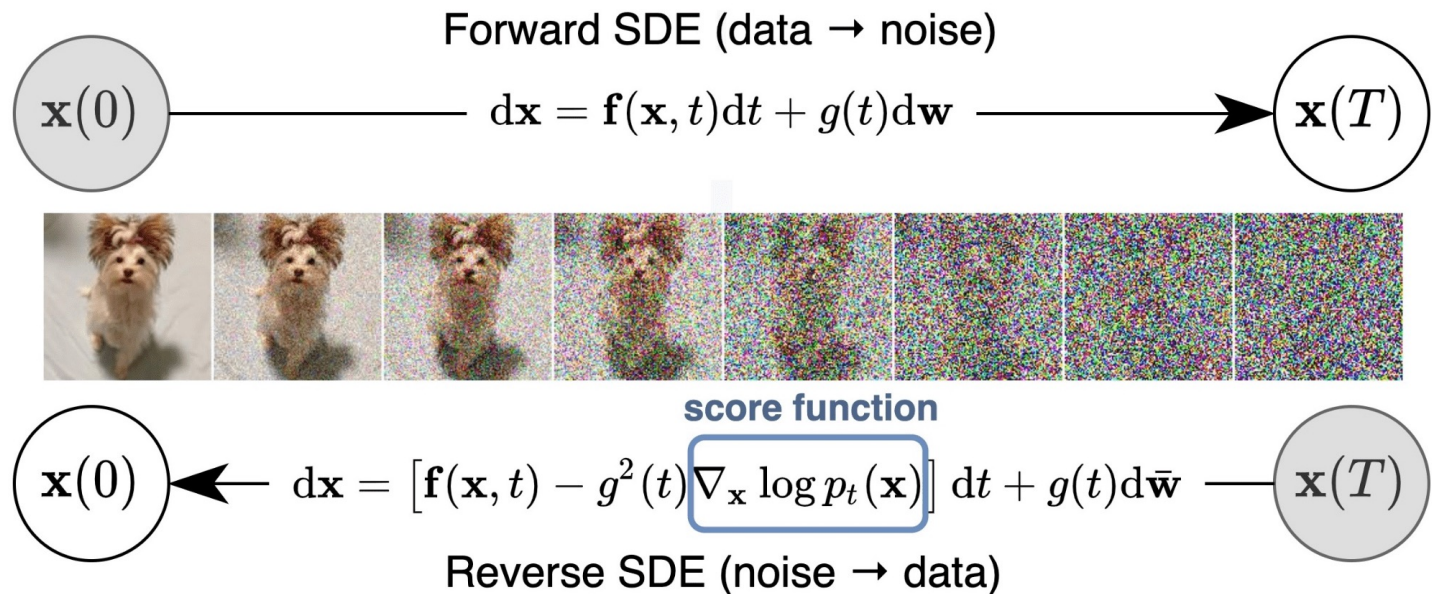 Forward SDE (data → noise)
x(0)
dx = f(x, t)dt + g(t)dw
x(T)
score function
x(0)
dx = [f(x, t) − g²(t)∇ₓ log pₜ(x)] dt + g(t)dw̄
x(T)
Reverse SDE (noise → data)